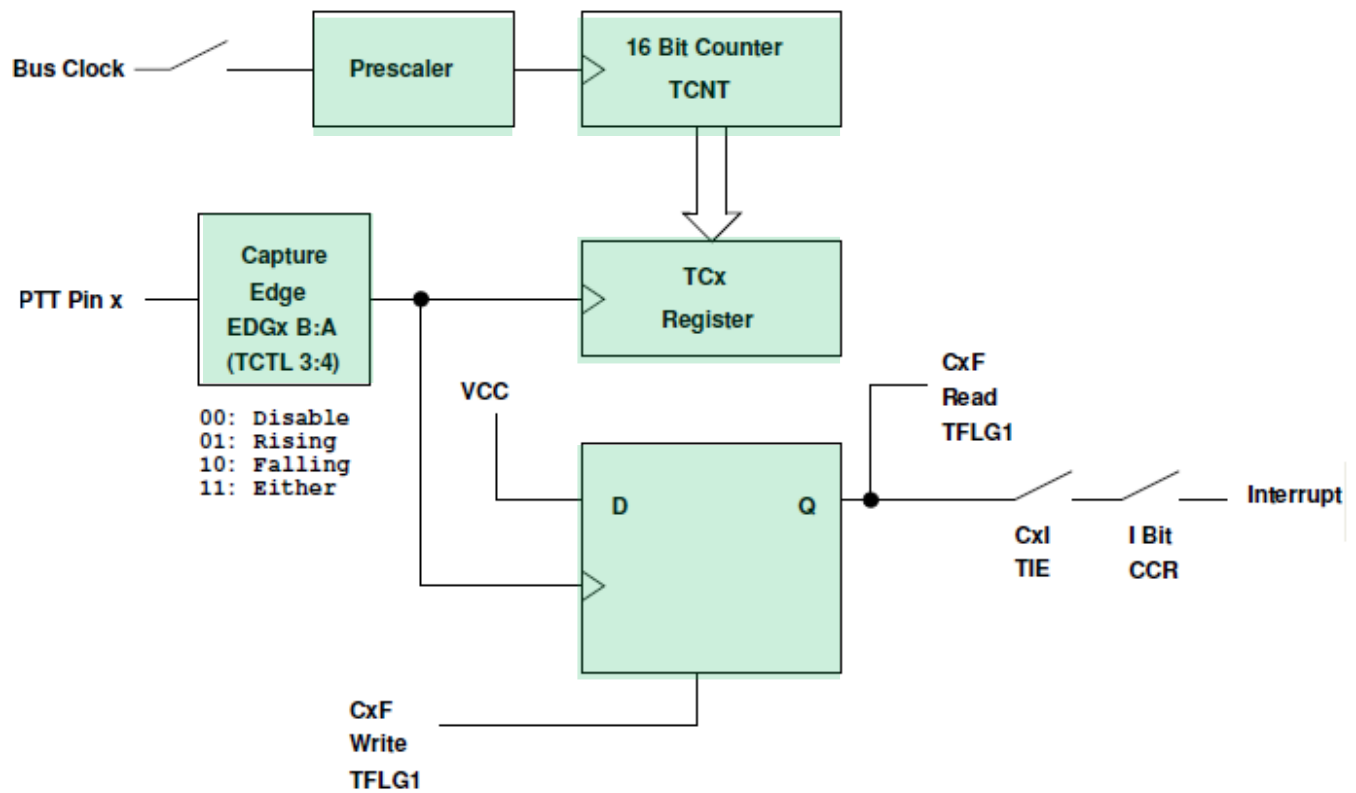 Bus Clock
Prescaler
16 Bit Counter
TCNT
PTT Pin x
Capture
Edge
EDGx B:A
(TCTL 3:4)
00: Disable
01: Rising
10: Falling
11: Either
TCx
Register
VCC
D
Q
CxF
Read
TFLG1
CxI
TIE
I Bit
CCR
Interrupt
CxF
Write
TFLG1